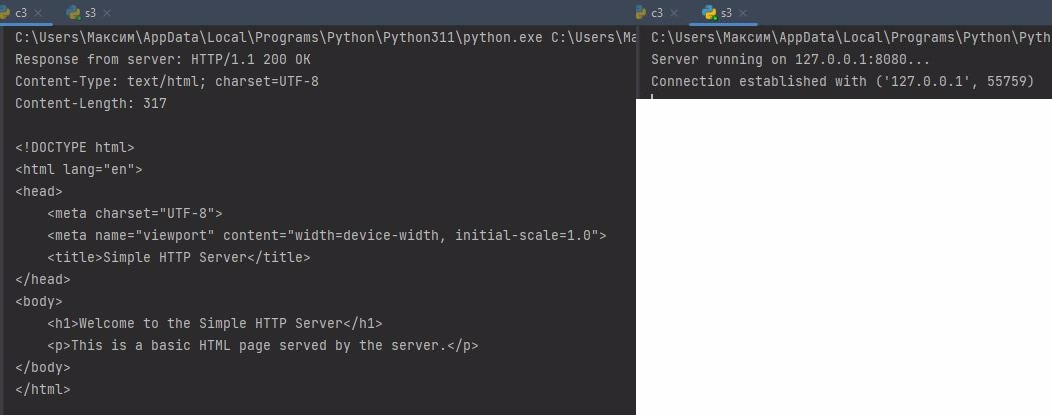 c3 s3
C:\Users\Максим\AppData\Local\Programs\Python\Python311\python.exe C:\Users\Ма
Response from server: HTTP/1.1 200 OK
Content-Type: text/html; charset=UTF-8
Content-Length: 317
<!DOCTYPE html>
<html lang="en">
<head>
    <meta charset="UTF-8">
    <meta name="viewport" content="width=device-width, initial-scale=1.0">
    <title>Simple HTTP Server</title>
</head>
<body>
    <h1>Welcome to the Simple HTTP Server</h1>
    <p>This is a basic HTML page served by the server.</p>
</body>
</html>
c3 s3
C:\Users\Максим\AppData\Local\Programs\Python\Pyth
Server running on 127.0.0.1:8080...
Connection established with ('127.0.0.1', 55759)